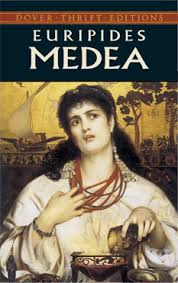 DOVER · THRIFT · EDITIONS
EURIPIDES
MEDEA